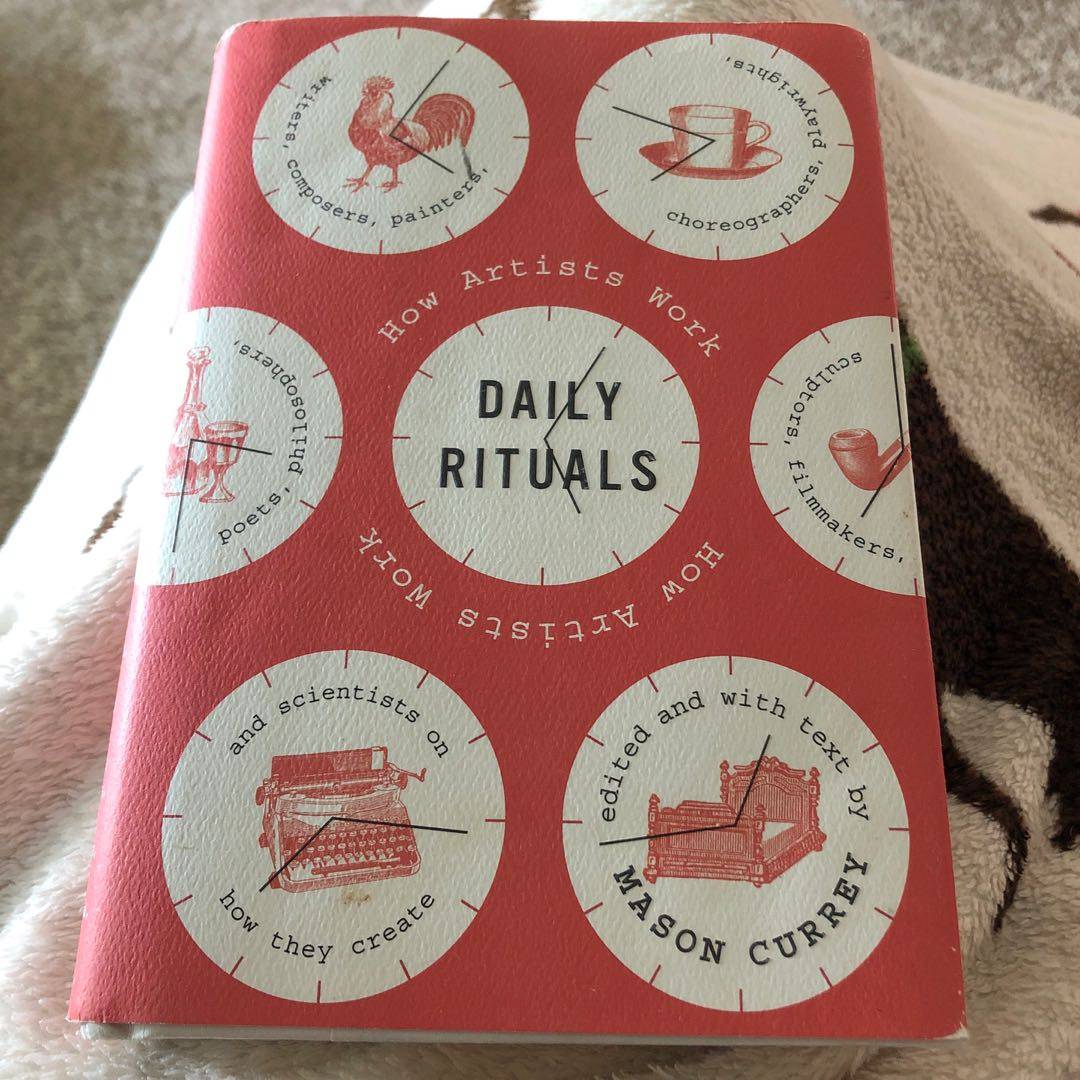 writers, composers, painters,
choreographers, playwrights,
How Artists Work
poets, philosophers,
DAILY
RITUALS
sculptors, filmmakers,
How Artists Work
and scientists on
how they create
edited and with text by
MASON CURREY